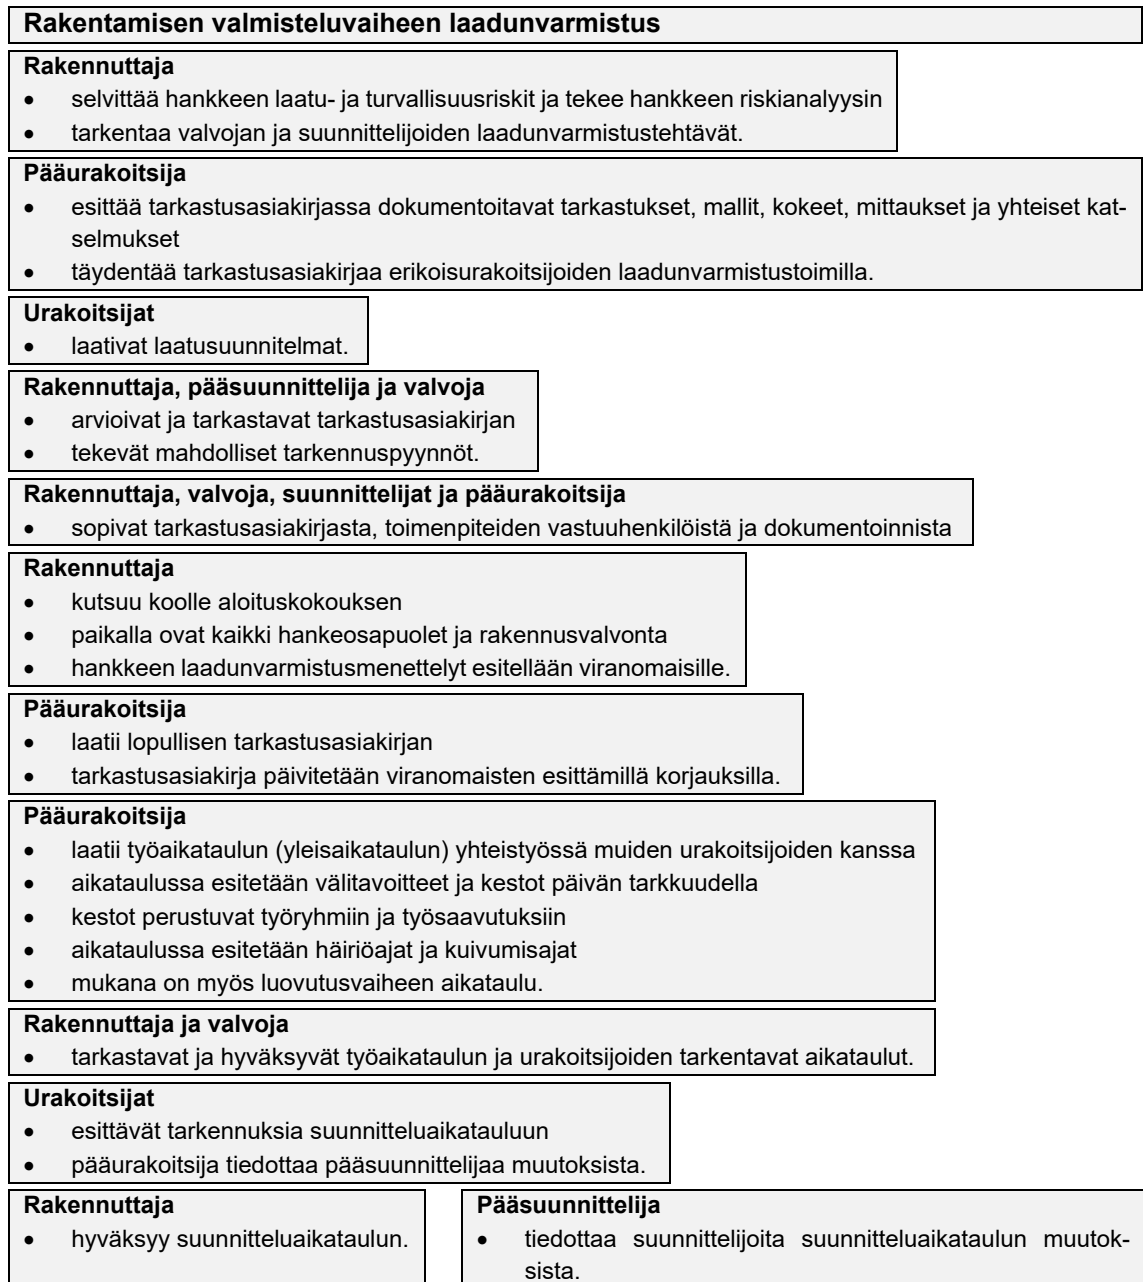 Rakentamisen valmisteluvaiheen laadunvarmistus
Rakennuttaja
• selvittää hankkeen laatu- ja turvallisuusriskit ja tekee hankkeen riskianalyysin
• tarkentaa valvojan ja suunnittelijoiden laadunvarmistustehtävät.
Pääurakoitsija
• esittää tarkastusasiakirjassa dokumentoitavat tarkastukset, mallit, kokeet, mittaukset ja yhteiset kat-
selmukset
• täydentää tarkastusasiakirjaa erikoisurakoitsijoiden laadunvarmistustoimilla.
Urakoitsijat
• laativat laatusuunnitelmat.
Rakennuttaja, pääsuunnittelija ja valvoja
• arvioivat ja tarkastavat tarkastusasiakirjan
• tekevät mahdolliset tarkennuspyynnöt.
Rakennuttaja, valvoja, suunnittelijat ja pääurakoitsija
• sopivat tarkastusasiakirjasta, toimenpiteiden vastuuhenkilöistä ja dokumentoinnista
Rakennuttaja
• kutsuu koolle aloituskokouksen
• paikalla ovat kaikki hankeosapuolet ja rakennusvalvonta
• hankkeen laadunvarmistusmenettelyt esitellään viranomaisille.
Pääurakoitsija
• laatii lopullisen tarkastusasiakirjan
• tarkastusasiakirja päivitetään viranomaisten esittämillä korjauksilla.
Pääurakoitsija
• laatii työaikataulun (yleisaikataulun) yhteistyössä muiden urakoitsijoiden kanssa
• aikataulussa esitetään välitavoitteet ja kestot päivän tarkkuudella
• kestot perustuvat työryhmiin ja työsaavutuksiin
• aikataulussa esitetään häiriöajat ja kuivumisajat
• mukana on myös luovutusvaiheen aikataulu.
Rakennuttaja ja valvoja
• tarkastavat ja hyväksyvät työaikataulun ja urakoitsijoiden tarkentavat aikataulut.
Urakoitsijat
• esittävät tarkennuksia suunnitteluaikatauluun
• pääurakoitsija tiedottaa pääsuunnittelijaa muutoksista.
Rakennuttaja
• hyväksyy suunnitteluaikataulun.
Pääsuunnittelija
• tiedottaa suunnittelijoita suunnitteluaikataulun muutok-
sista.